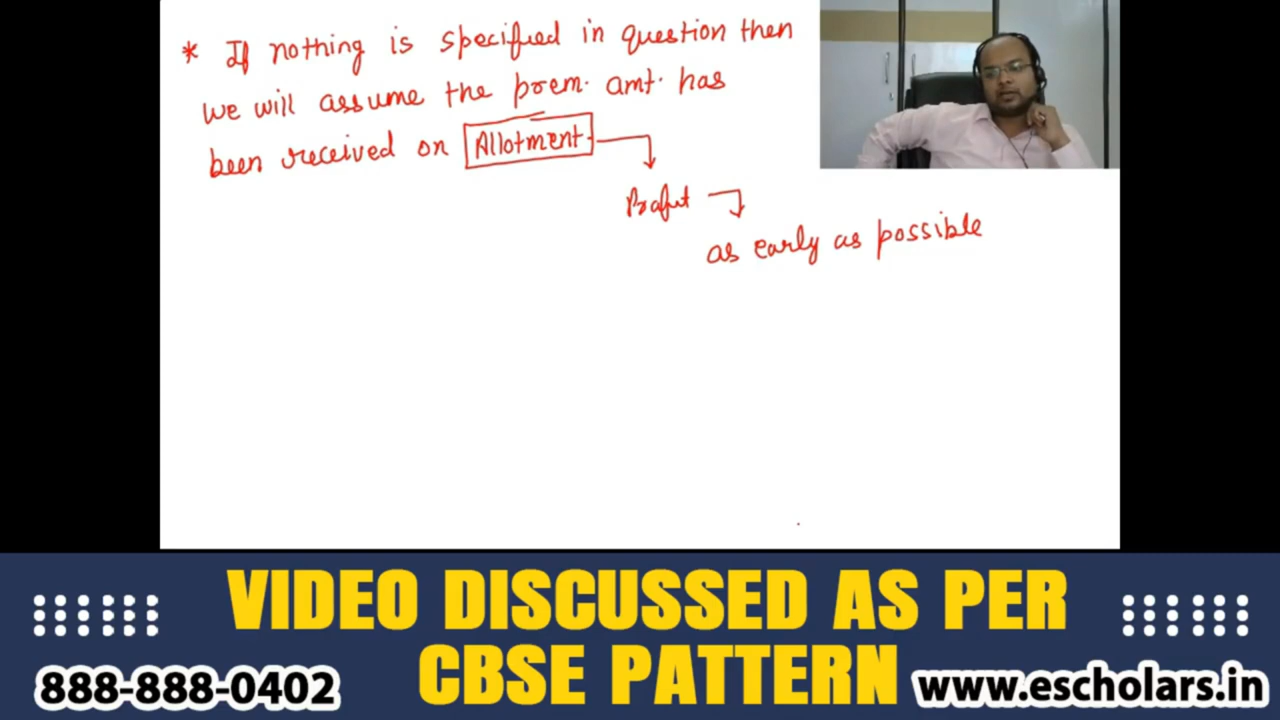 * If nothing is specified in question then
we will assume the prem. amt. has
been received on Allotment.
Profit
as early as possible
VIDEO DISCUSSED AS PER
CBSE PATTERN
888-888-0402
www.escholars.in